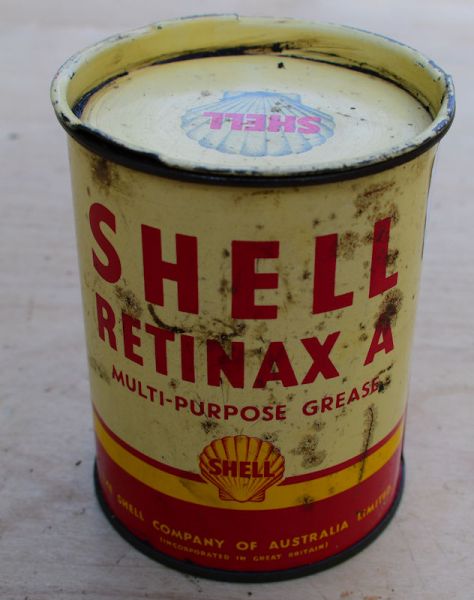 SHELL
SHELL
RETINAX A
MULTI-PURPOSE GREASE
SHELL
SHELL COMPANY OF AUSTRALIA LIMITED
(INCORPORATED IN GREAT BRITAIN)